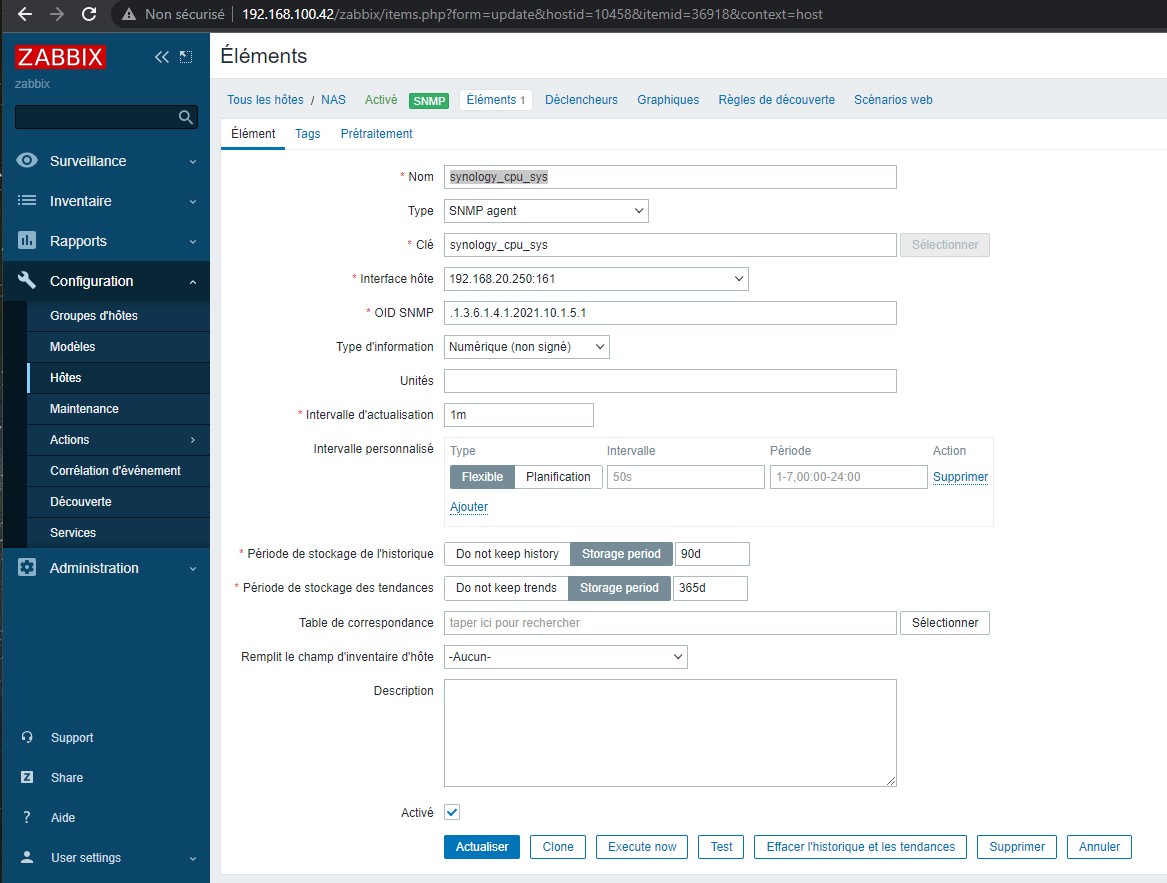 Non sécurisé 192.168.100.42/zabbix/items.php?form=update&hostid=10458&itemid=36918&context=host
ZABBIX
zabbix
Surveillance
Inventaire
Rapports
Configuration
Groupes d'hôtes
Modèles
Hôtes
Maintenance
Actions
Corrélation d'événement
Découverte
Services
Administration
Support
Z Share
? Aide
User settings
Éléments
Tous les hôtes / NAS Activé SNMP Éléments 1 Déclencheurs Graphiques Règles de découverte Scénarios web
Élément Tags Prétraitement
* Nom synology_cpu_sys
Type SNMP agent
* Clé synology_cpu_sys Sélectionner
* Interface hôte 192.168.20.250:161
* OID SNMP .1.3.6.1.4.1.2021.10.1.5.1
Type d'information Numérique (non signé)
Unités
* Intervalle d'actualisation 1m
Intervalle personnalisé Type Intervalle Période Action
Flexible Planification 50s 1-7,00:00-24:00 Supprimer
Ajouter
* Période de stockage de l'historique Do not keep history Storage period 90d
* Période de stockage des tendances Do not keep trends Storage period 365d
Table de correspondance taper ici pour rechercher Sélectionner
Remplit le champ d'inventaire d'hôte -Aucun-
Description
Activé
Actualiser Clone Execute now Test Effacer l'historique et les tendances Supprimer Annuler